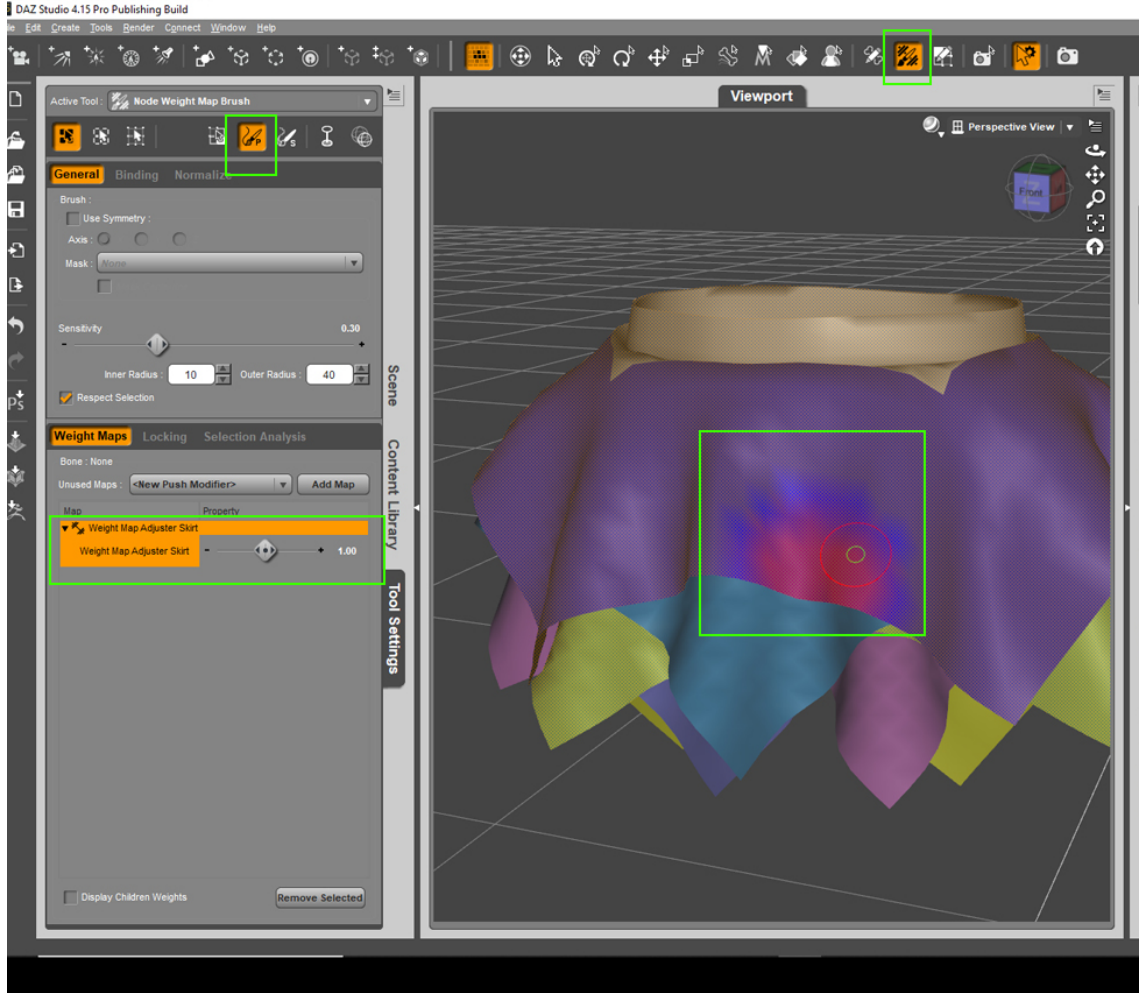 DAZ Studio 4.15 Pro Publishing Build
Edit Create Tools Render Connect Window Help
Viewport
Active Tool : Node Weight Map Brush
Perspective View
General Binding Normalize
Front
Brush :
Use Symmetry :
Axis :
Mask : None
Sensitivity 0.30
- +
Inner Radius : 10 Outer Radius : 40
Respect Selection
Scene
Content Library
Tool Settings
Ps
Weight Maps Locking Selection Analysis
Bone : None
Unused Maps : <New Push Modifier> Add Map
Map Property
Weight Map Adjuster Skirt
Weight Map Adjuster Skirt - + 1.00
Display Children Weights Remove Selected